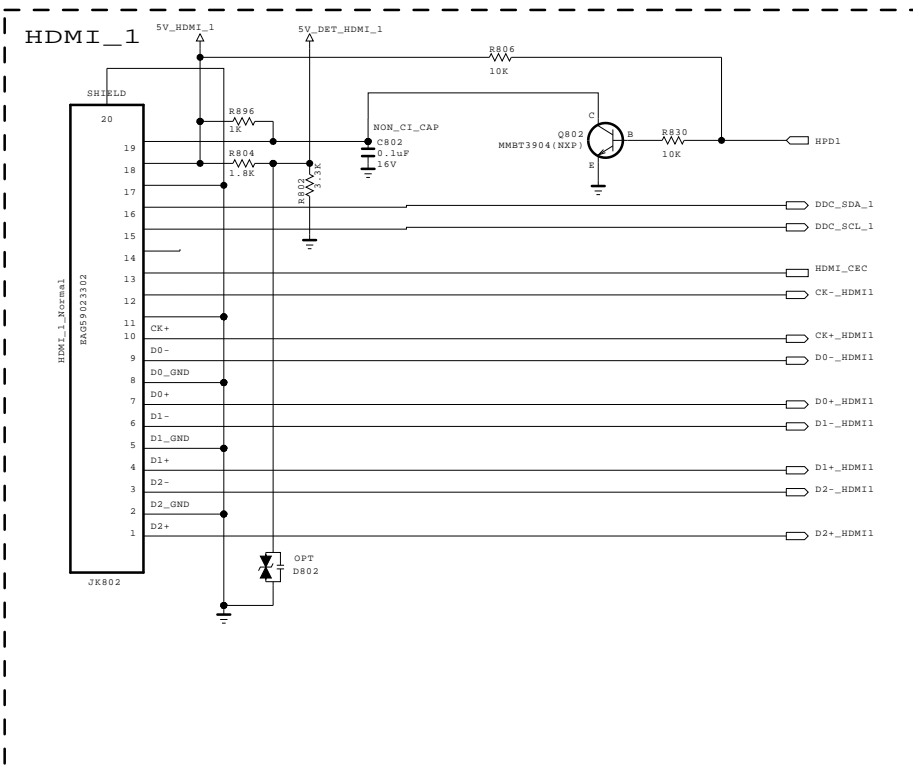 HDMI_1
5V_HDMI_1
5V_DET_HDMI_1
R806
10K
SHIELD
20
R896
1K
NON_CI_CAP
C802
0.1uF
16V
C
Q802
MMBT3904(NXP)
B
E
R830
10K
HPD1
R804
1.8K
R802
3.3K
19
18
17
16
DDC_SDA_1
15
DDC_SCL_1
14
13
HDMI_CEC
12
CK-_HDMI1
11
10
CK+
CK+_HDMI1
9
D0-
D0-_HDMI1
8
D0_GND
7
D0+
D0+_HDMI1
6
D1-
D1-_HDMI1
5
D1_GND
4
D1+
D1+_HDMI1
3
D2-
D2-_HDMI1
2
D2_GND
1
D2+
D2+_HDMI1
HDMI_1_Normal
EAG59023302
JK802
OPT
D802